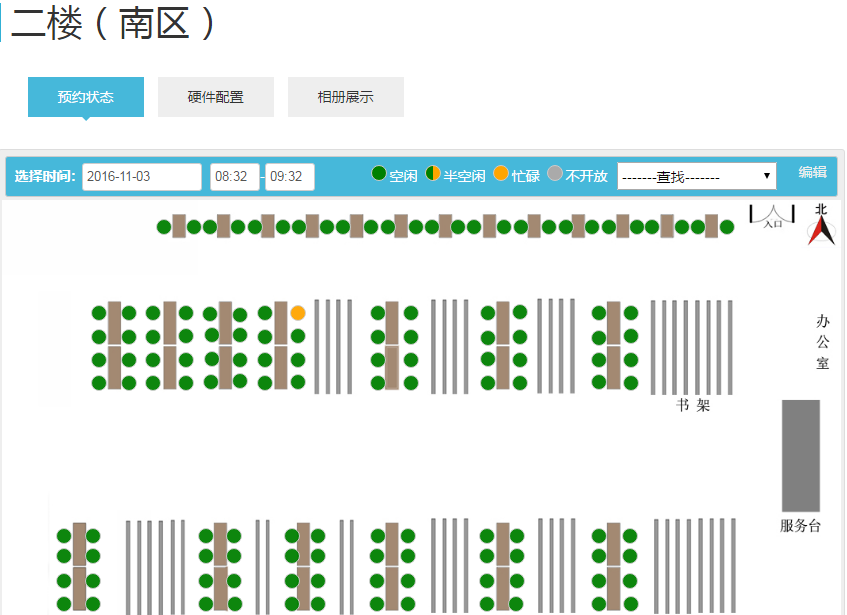 二楼（南区）
预约状态 硬件配置 相册展示
选择时间: 2016-11-03 08:32 - 09:32 空闲 半空闲 忙碌 不开放 -------查找------- 编辑
入口 北
办
公
室
书 架
服务台